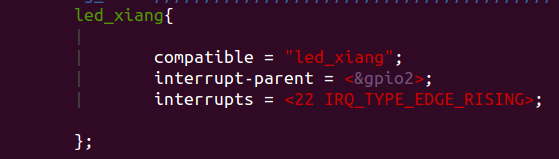 led_xiang{
compatible = "led_xiang";
interrupt-parent = <&gpio2>;
interrupts = <22 IRQ_TYPE_EDGE_RISING>;
};